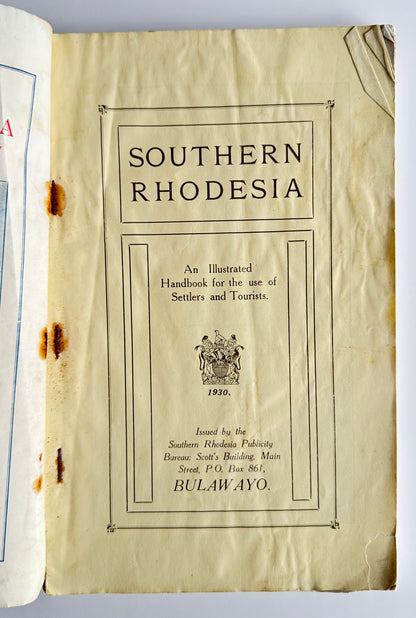 A
SOUTHERN
RHODESIA
An Illustrated
Handbook for the use of
Settlers and Tourists.
1930.
Issued by the
Southern Rhodesia Publicity
Bureau: Scott's Building, Main
Street, P.O. Box 861,
BULAWAYO.